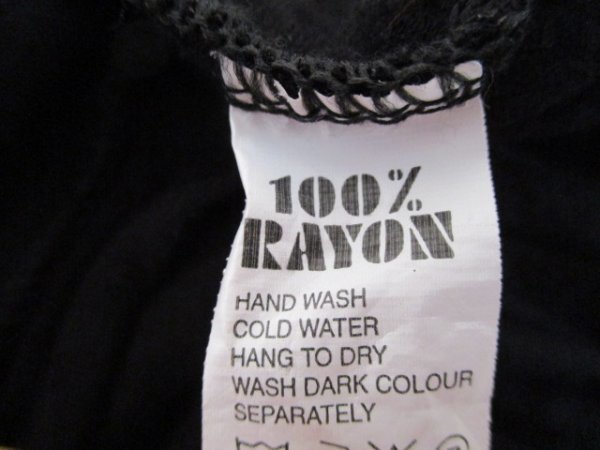 100%
RAYON
HAND WASH
COLD WATER
HANG TO DRY
WASH DARK COLOUR
SEPARATELY